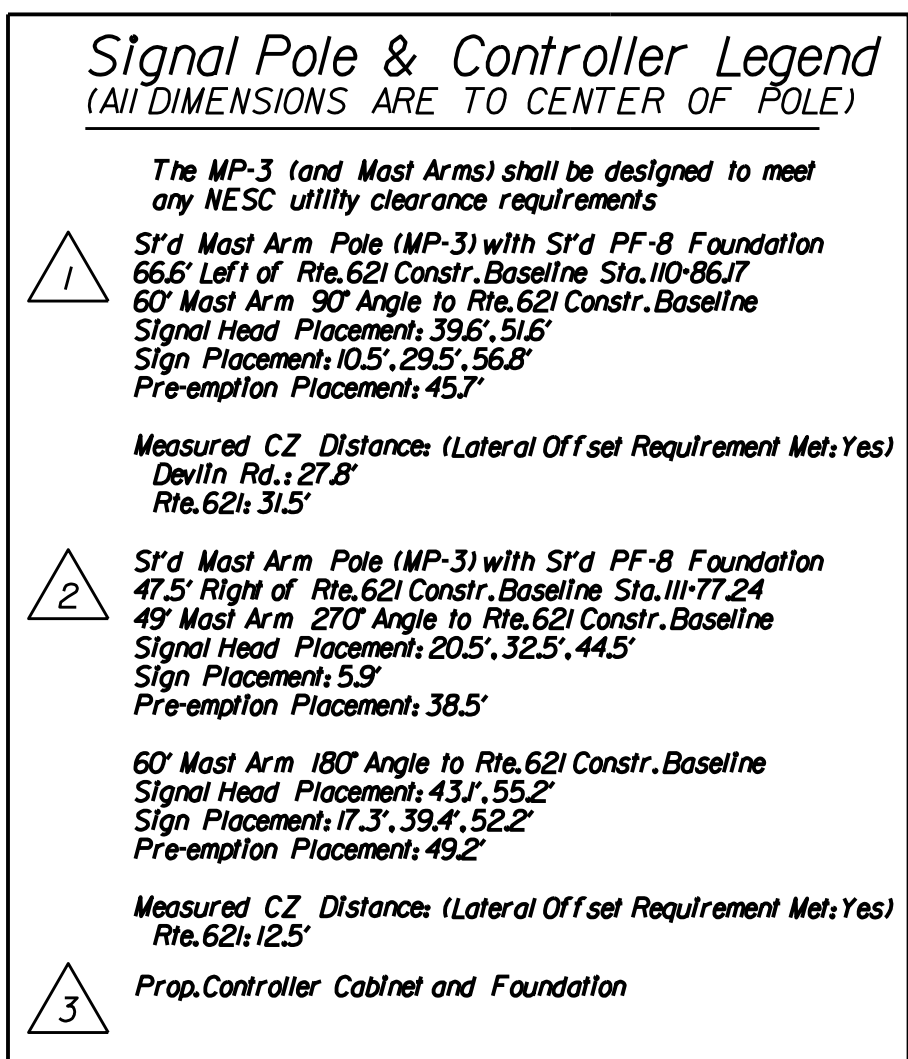 Signal Pole & Controller Legend
(All DIMENSIONS ARE TO CENTER OF POLE)
The MP-3 (and Mast Arms) shall be designed to meet
any NESC utility clearance requirements
1
St'd Mast Arm Pole (MP-3) with St'd PF-8 Foundation
66.6' Left of Rte.621 Constr.Baseline Sta.110+86.17
60' Mast Arm 90° Angle to Rte.621 Constr.Baseline
Signal Head Placement: 39.6', 51.6'
Sign Placement: 10.5', 29.5', 56.8'
Pre-emption Placement: 45.7'
Measured CZ Distance: (Lateral Offset Requirement Met: Yes)
Devlin Rd.: 27.8'
Rte.621: 31.5'
2
St'd Mast Arm Pole (MP-3) with St'd PF-8 Foundation
47.5' Right of Rte.621 Constr.Baseline Sta.111+77.24
49' Mast Arm 270° Angle to Rte.621 Constr.Baseline
Signal Head Placement: 20.5', 32.5', 44.5'
Sign Placement: 5.9'
Pre-emption Placement: 38.5'
60' Mast Arm 180° Angle to Rte.621 Constr.Baseline
Signal Head Placement: 43.1', 55.2'
Sign Placement: 17.3', 39.4', 52.2'
Pre-emption Placement: 49.2'
Measured CZ Distance: (Lateral Offset Requirement Met: Yes)
Rte.621: 12.5'
3
Prop.Controller Cabinet and Foundation